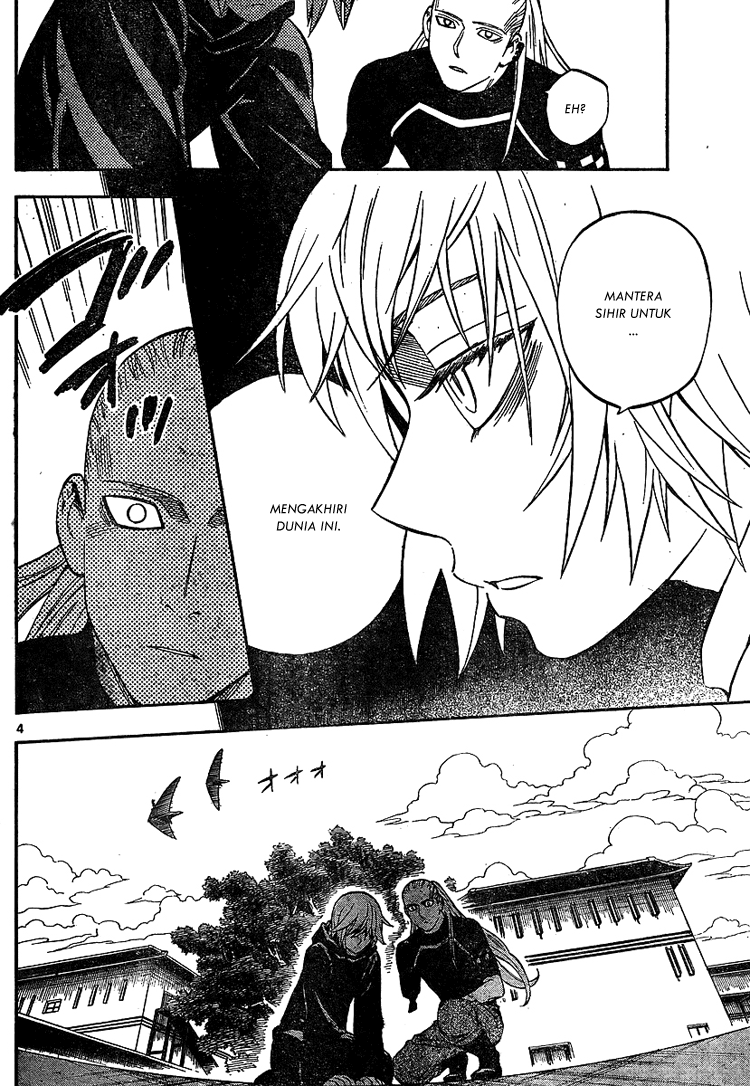 EH?
MANTERA
SIHIR UNTUK
...
MENGAKHIRI
DUNIA INI.
4
オオオ